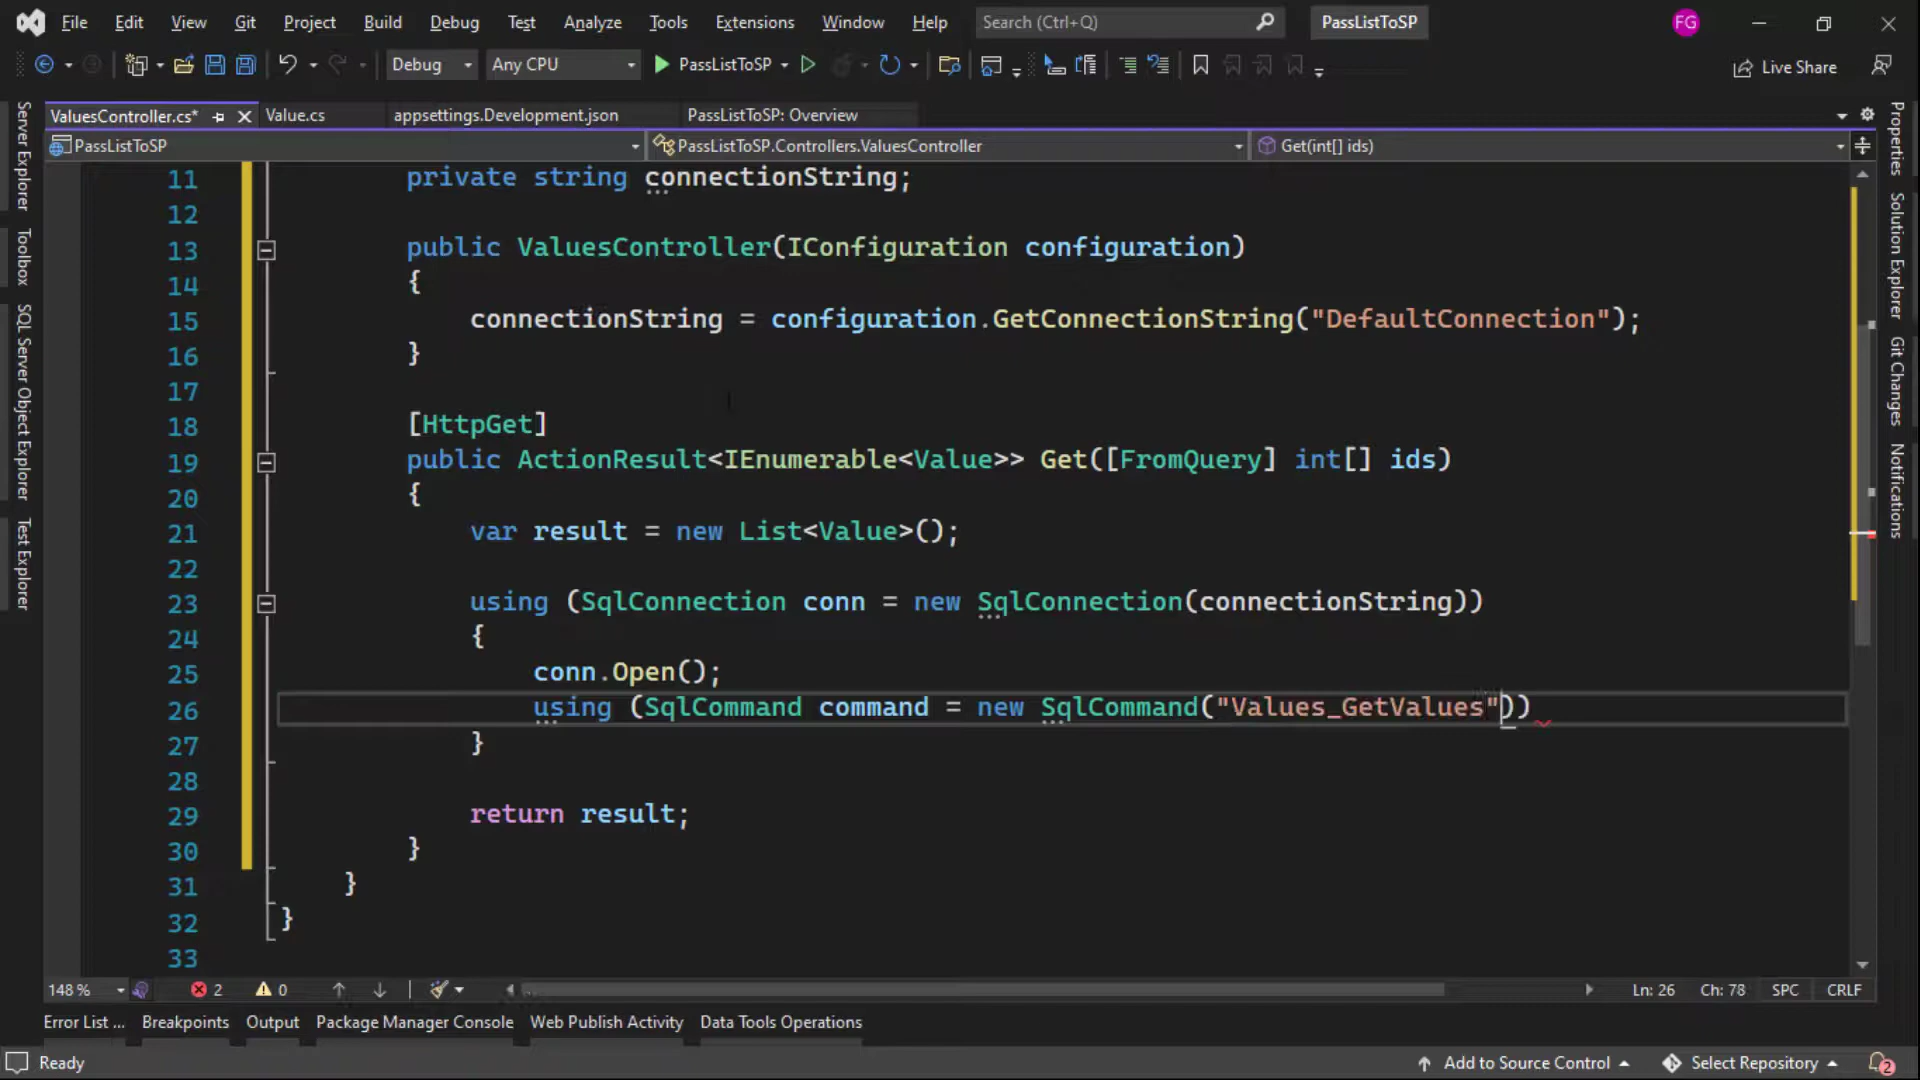 File Edit View Git Project Build Debug Test Analyze Tools Extensions Window Help Search (Ctrl+Q) PassListToSP FG
Debug Any CPU PassListToSP Live Share
ValuesController.cs* Value.cs appsettings.Development.json PassListToSP: Overview
PassListToSP PassListToSP.Controllers.ValuesController Get(int[] ids)
Server Explorer
Toolbox
SQL Server Object Explorer
Test Explorer
11 private string connectionString;
12
13 public ValuesController(IConfiguration configuration)
14 {
15 connectionString = configuration.GetConnectionString("DefaultConnection");
16 }
17
18 [HttpGet]
19 public ActionResult<IEnumerable<Value>> Get([FromQuery] int[] ids)
20 {
21 var result = new List<Value>();
22
23 using (SqlConnection conn = new SqlConnection(connectionString))
24 {
25 conn.Open();
26 using (SqlCommand command = new SqlCommand("Values_GetValues"))
27 }
28
29 return result;
30 }
31 }
32 }
33
Properties
Solution Explorer
Git Changes
Notifications
148 % 2 0 Ln: 26 Ch: 78 SPC CRLF
Error List ... Breakpoints Output Package Manager Console Web Publish Activity Data Tools Operations
Ready Add to Source Control Select Repository 2